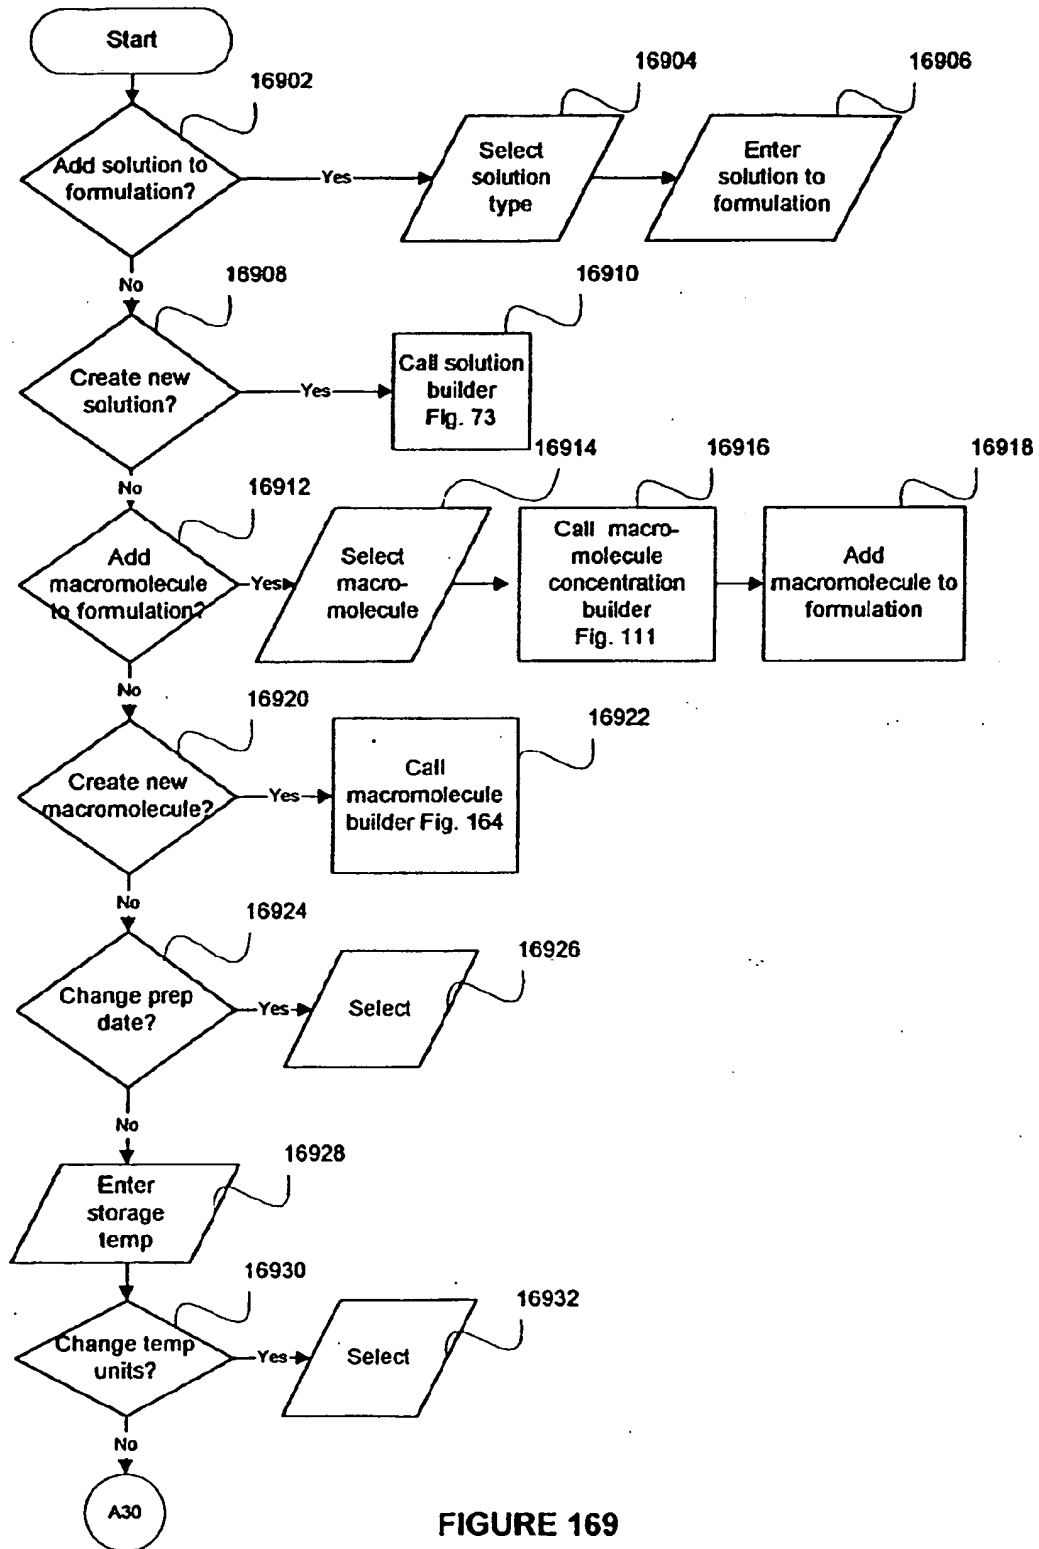 Start
16902
16904
16906
Add solution to
formulation?
Yes
Select
solution
type
Enter
solution to
formulation
No
16908
16910
Create new
solution?
Yes
Call solution
builder
Fig. 73
No
16912
16914
16916
16918
Add
macromolecule
to formulation?
Yes
Select
macro-
molecule
Call macro-
molecule
concentration
builder
Fig. 111
Add
macromolecule to
formulation
No
16920
16922
Create new
macromolecule?
Yes
Call
macromolecule
builder Fig. 164
No
16924
16926
Change prep
date?
Yes
Select
No
16928
Enter
storage
temp
16930
16932
Change temp
units?
Yes
Select
No
A30
FIGURE 169